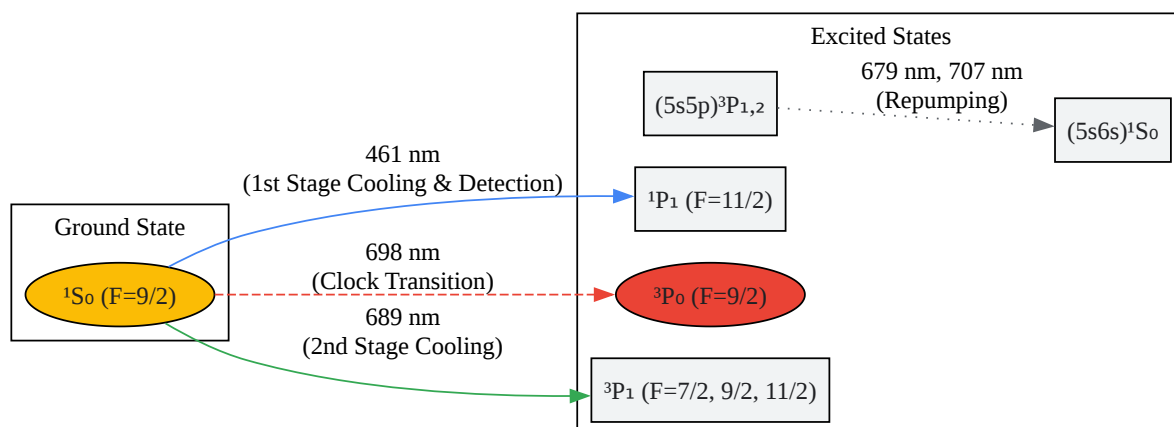 Excited States
679 nm, 707 nm
(Repumping)
(5s5p)³P₁,₂
(5s6s)¹S₀
461 nm
(1st Stage Cooling & Detection)
¹P₁ (F=11/2)
Ground State
¹S₀ (F=9/2)
698 nm
(Clock Transition)
³P₀ (F=9/2)
689 nm
(2nd Stage Cooling)
³P₁ (F=7/2, 9/2, 11/2)